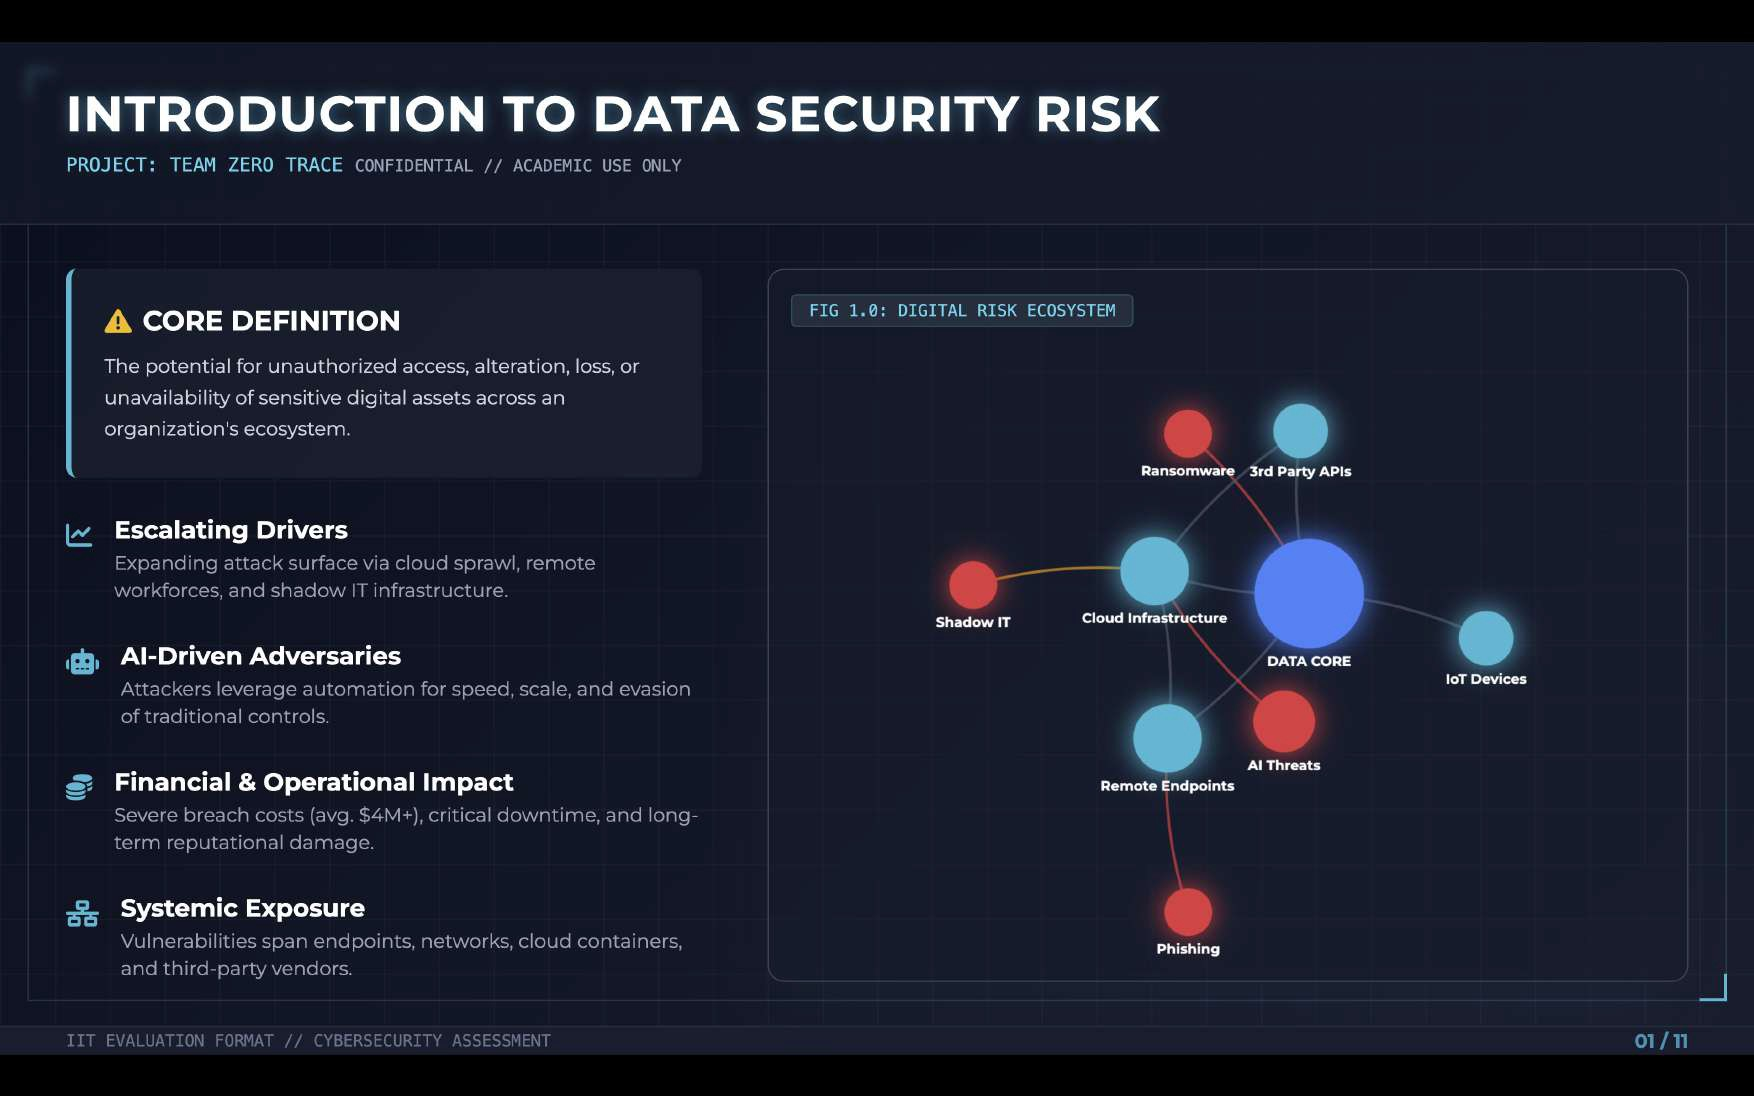 INTRODUCTION TO DATA SECURITY RISK
PROJECT: TEAM ZERO TRACE CONFIDENTIAL // ACADEMIC USE ONLY
CORE DEFINITION
The potential for unauthorized access, alteration, loss, or
unavailability of sensitive digital assets across an
organization's ecosystem.
Escalating Drivers
Expanding attack surface via cloud sprawl, remote
workforces, and shadow IT infrastructure.
AI-Driven Adversaries
Attackers leverage automation for speed, scale, and evasion
of traditional controls.
Financial & Operational Impact
Severe breach costs (avg. $4M+), critical downtime, and long-
term reputational damage.
Systemic Exposure
Vulnerabilities span endpoints, networks, cloud containers,
and third-party vendors.
FIG 1.0: DIGITAL RISK ECOSYSTEM
Ransomware
3rd Party APIs
Shadow IT
Cloud Infrastructure
DATA CORE
IoT Devices
AI Threats
Remote Endpoints
Phishing
IIT EVALUATION FORMAT // CYBERSECURITY ASSESSMENT
01 / 11